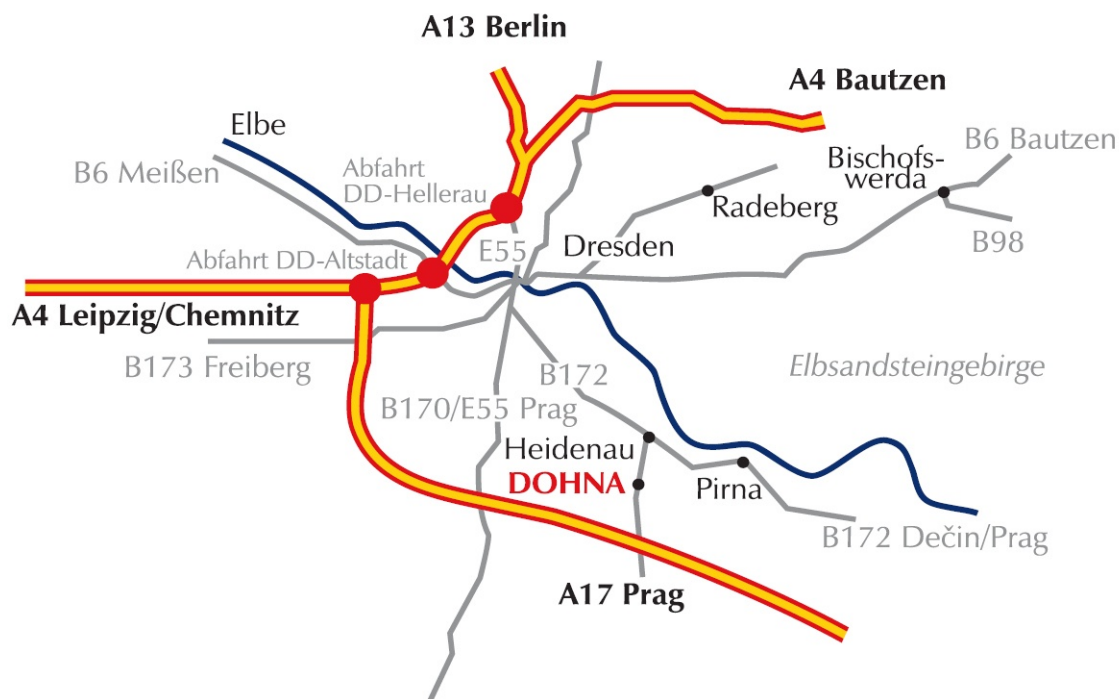 A13 Berlin
A4 Bautzen
Elbe
B6 Meißen
Abfahrt
DD-Hellerau
Bischofs-
werda
B6 Bautzen
Radeberg
B98
E55
Dresden
Abfahrt DD-Altstadt
A4 Leipzig/Chemnitz
B173 Freiberg
B172
Elbsandsteingebirge
B170/E55 Prag
Heidenau
DOHNA
Pirna
B172 Dečin/Prag
A17 Prag